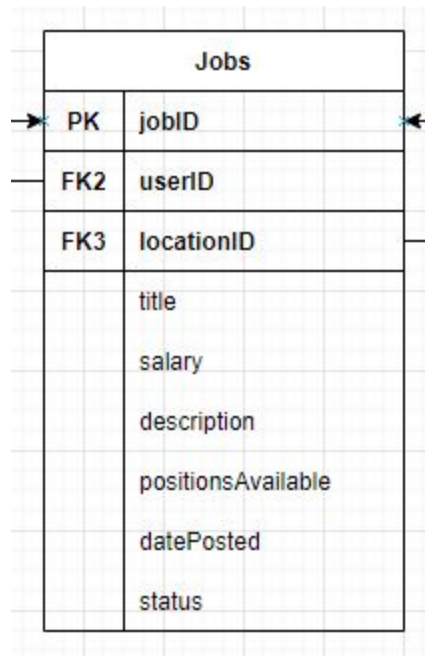 Jobs
PK jobID
FK2 userID
FK3 locationID
title
salary
description
positionsAvailable
datePosted
status